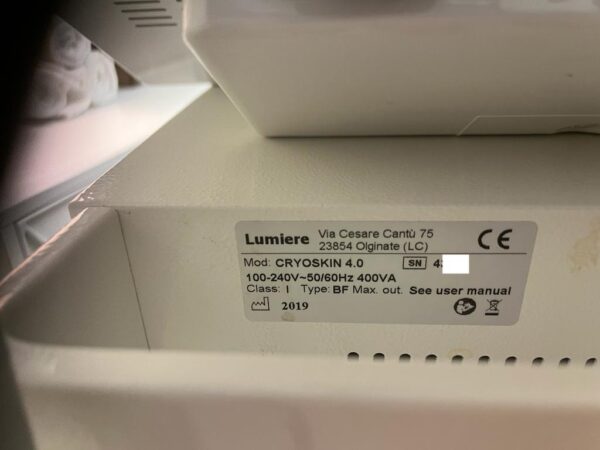 Lumiere Via Cesare Cantù 75
23854 Olginate (LC)
CE
Mod: CRYOSKIN 4.0 SN 4
100-240V~50/60Hz 400VA
Class: I Type: BF Max. out. See user manual
2019